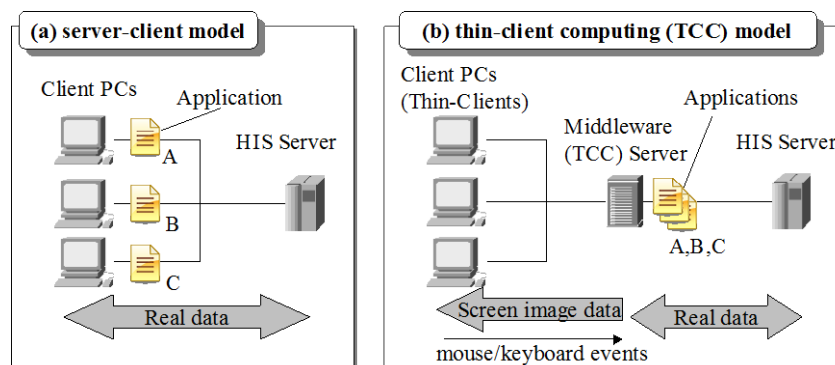 (a) server-client model
Client PCs
Application
HIS Server
A
B
C
Real data
(b) thin-client computing (TCC) model
Client PCs
(Thin-Clients)
Applications
Middleware
(TCC) Server
HIS Server
A,B,C
Screen image data
Real data
mouse/keyboard events